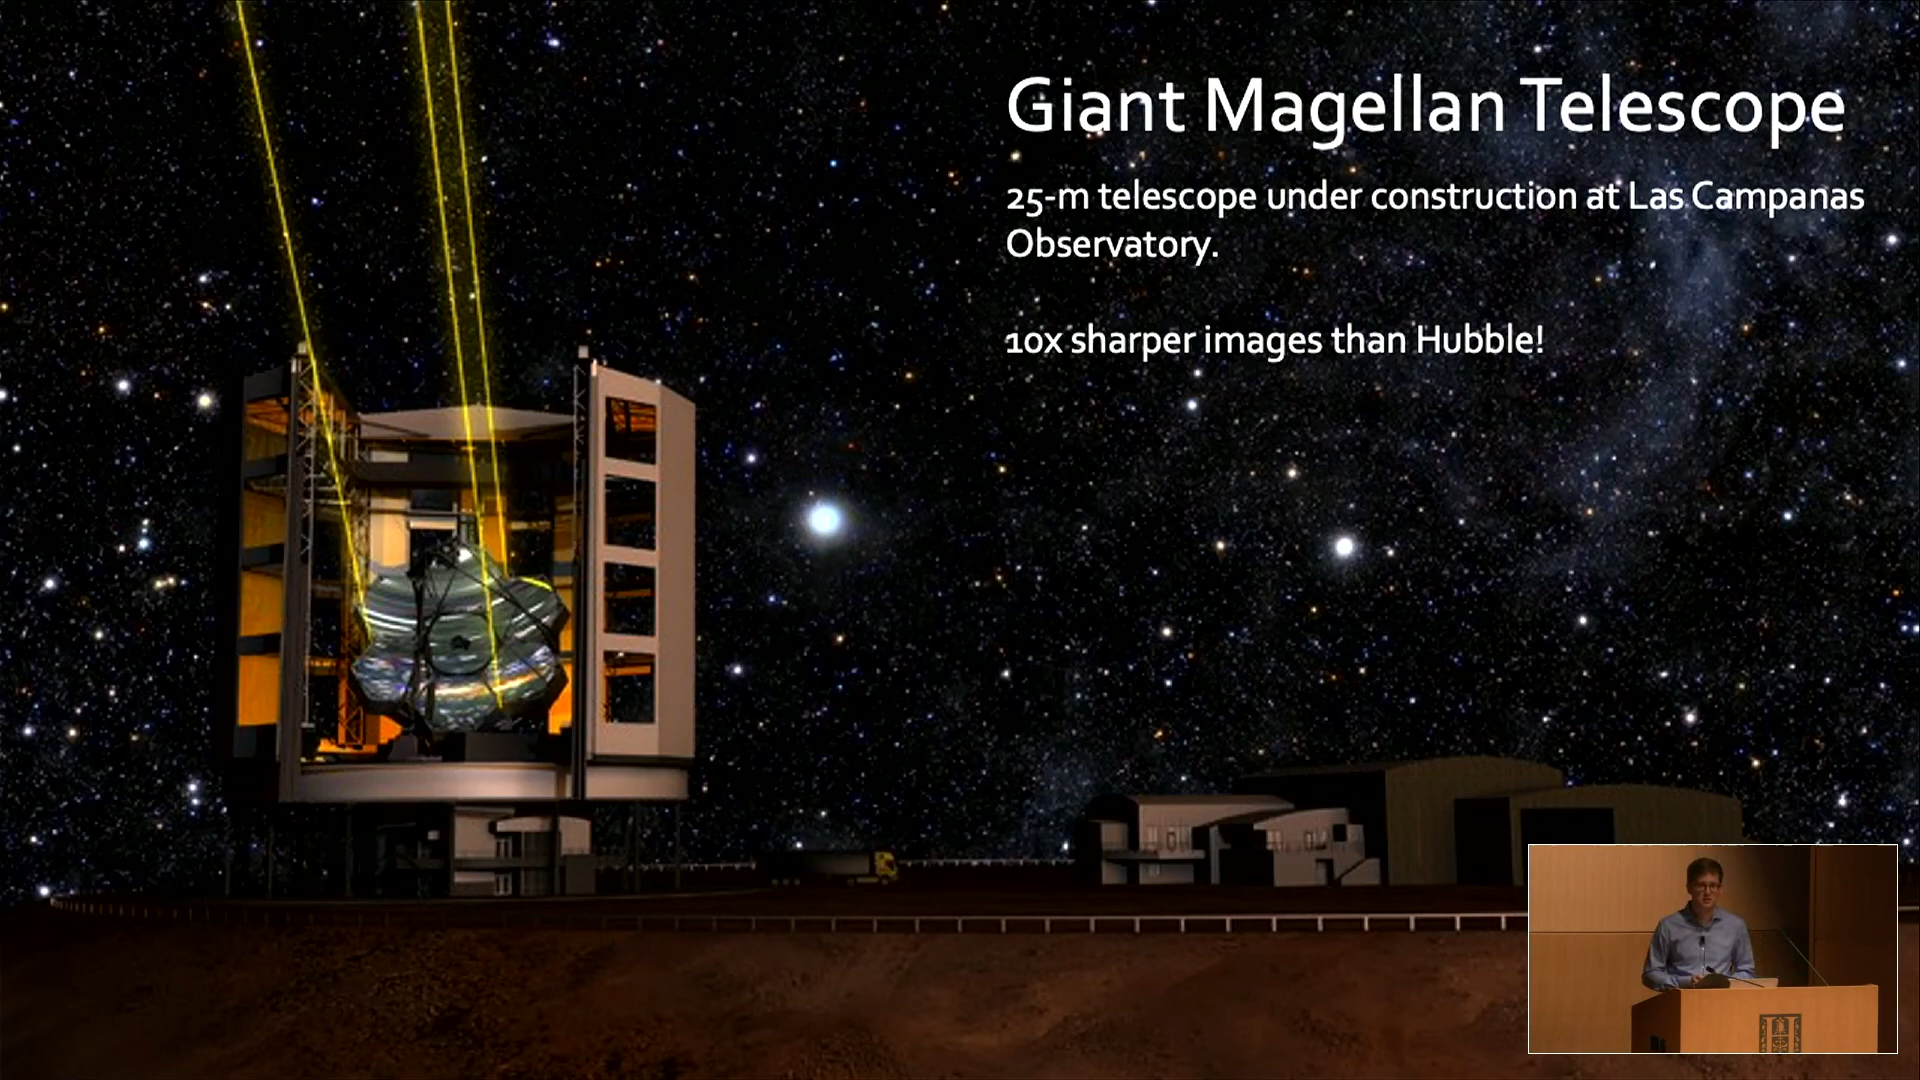 Giant Magellan Telescope
25-m telescope under construction at Las Campanas
Observatory.
10x sharper images than Hubble!